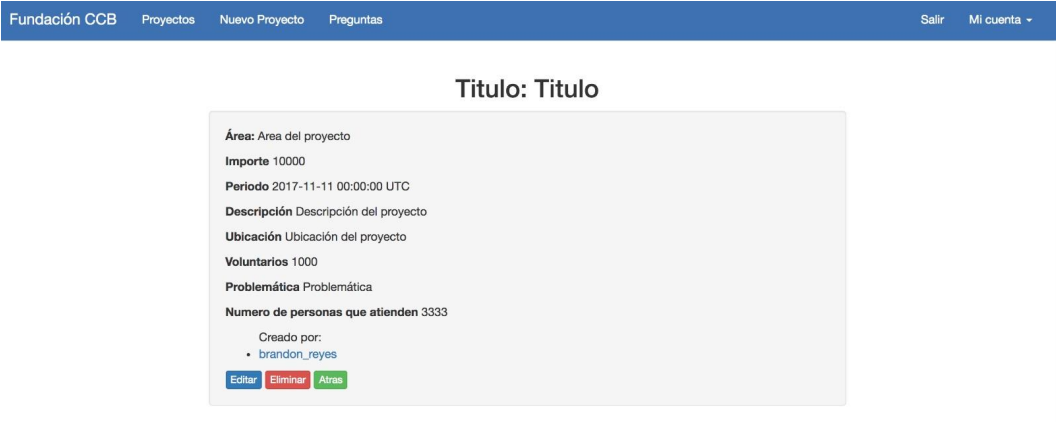 Fundación CCB Proyectos Nuevo Proyecto Preguntas Salir Mi cuenta
Titulo: Titulo
Área: Area del proyecto
Importe 10000
Periodo 2017-11-11 00:00:00 UTC
Descripción Descripción del proyecto
Ubicación Ubicación del proyecto
Voluntarios 1000
Problemática Problemática
Numero de personas que atienden 3333
Creado por:
• brandon_reyes
Editar Eliminar Atras